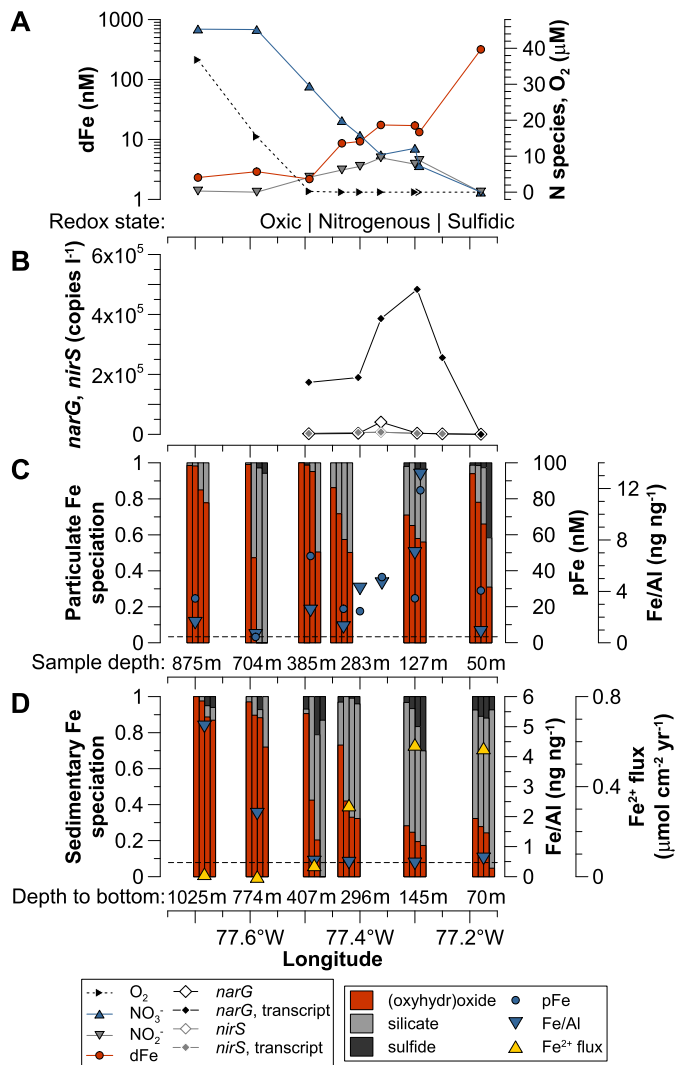 A
1000
100
10
1
dFe (nM)
40
30
20
10
0
N species, O₂ (μM)
Redox state: Oxic | Nitrogenous | Sulfidic
B
6x10⁵
4x10⁵
2x10⁵
0
narG, nirS (copies l⁻¹)
C
1
0.8
0.6
0.4
0.2
0
Particulate Fe
speciation
100
80
60
40
20
0
pFe (nM)
12
8
4
0
Fe/Al (ng ng⁻¹)
Sample depth: 875m 704m 385m 283m 127m 50m
D
1
0.8
0.6
0.4
0.2
0
Sedimentary Fe
speciation
6
5
4
3
2
1
0
Fe/Al (ng ng⁻¹)
0.8
0.4
0
Fe²⁺ flux
(μmol cm⁻² yr⁻¹)
Depth to bottom: 1025m 774m 407m 296m 145m 70m
77.6°W 77.4°W 77.2°W
Longitude
O₂
NO₃⁻
NO₂⁻
dFe
narG
narG, transcript
nirS
nirS, transcript
(oxyhydr)oxide
silicate
sulfide
pFe
Fe/Al
Fe²⁺ flux